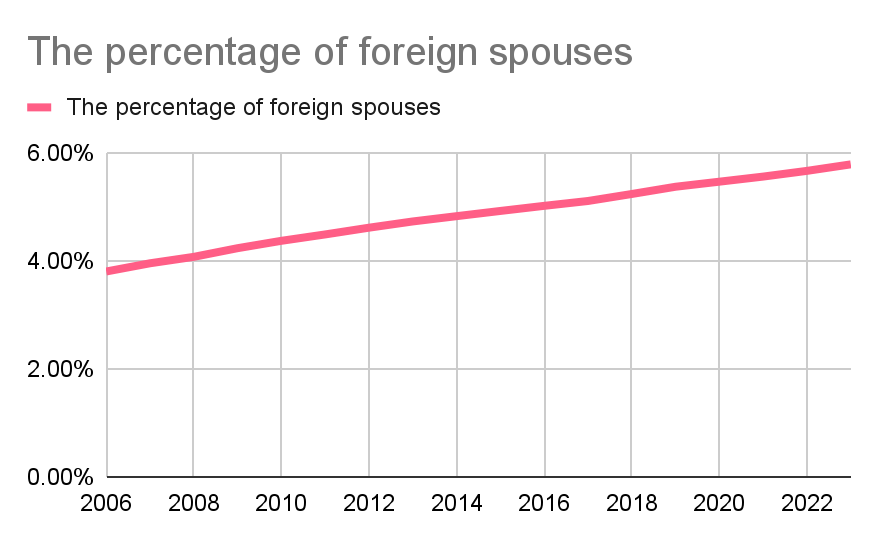 The percentage of foreign spouses
The percentage of foreign spouses
6.00%
4.00%
2.00%
0.00%
2006 2008 2010 2012 2014 2016 2018 2020 2022